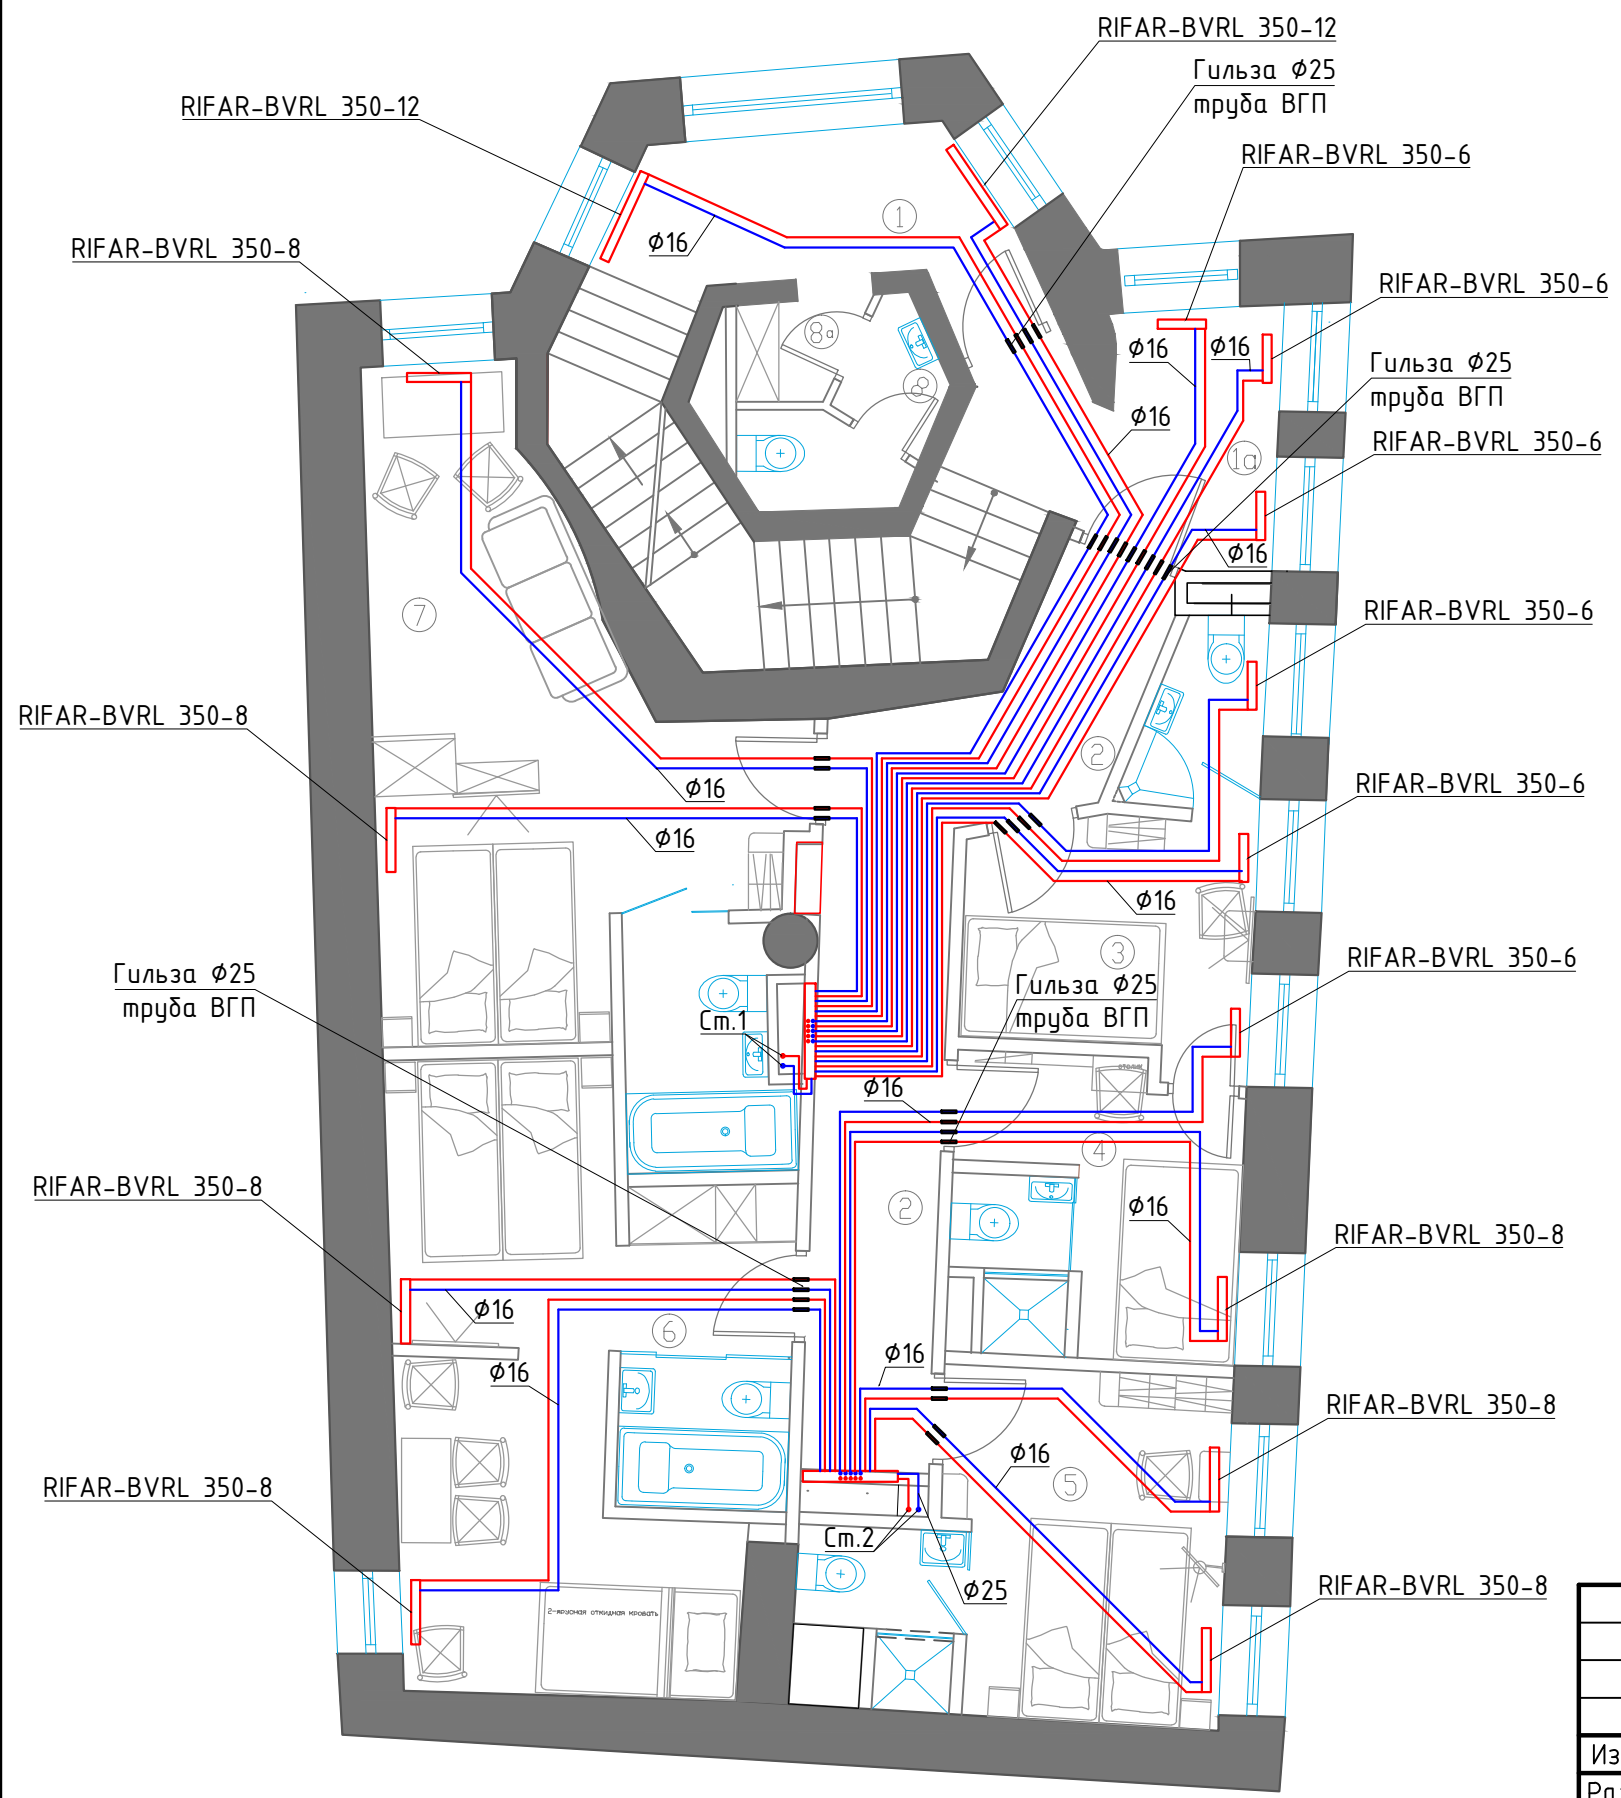 RIFAR-BVRL 350-12
Гильза Ф25
труба ВГП
RIFAR-BVRL 350-12
RIFAR-BVRL 350-6
1
Ф16
RIFAR-BVRL 350-8
RIFAR-BVRL 350-6
8а
Ф16
Ф16
Гильза Ф25
труба ВГП
8
Ф16
RIFAR-BVRL 350-6
1а
Ф16
7
RIFAR-BVRL 350-6
RIFAR-BVRL 350-8
2
Ф16
RIFAR-BVRL 350-6
Ф16
Ф16
3
RIFAR-BVRL 350-6
Гильза Ф25
труба ВГП
Гильза Ф25
труба ВГП
Ст.1
столик
Ф16
4
RIFAR-BVRL 350-8
2
Ф16
RIFAR-BVRL 350-8
Ф16
6
Ф16
Ф16
RIFAR-BVRL 350-8
Ф16
5
RIFAR-BVRL 350-8
Ст.2
Ф25
RIFAR-BVRL 350-8
2-ярусная откидная кровать
Из